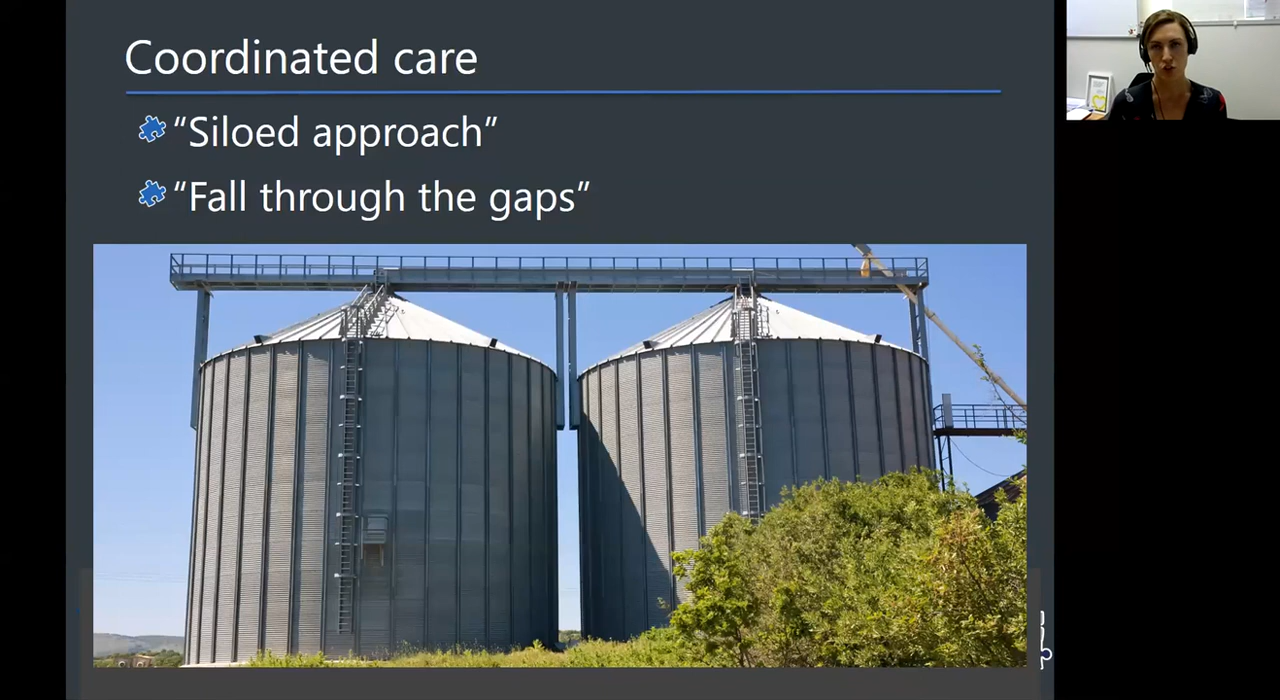 Coordinated care
“Siloed approach”
“Fall through the gaps”